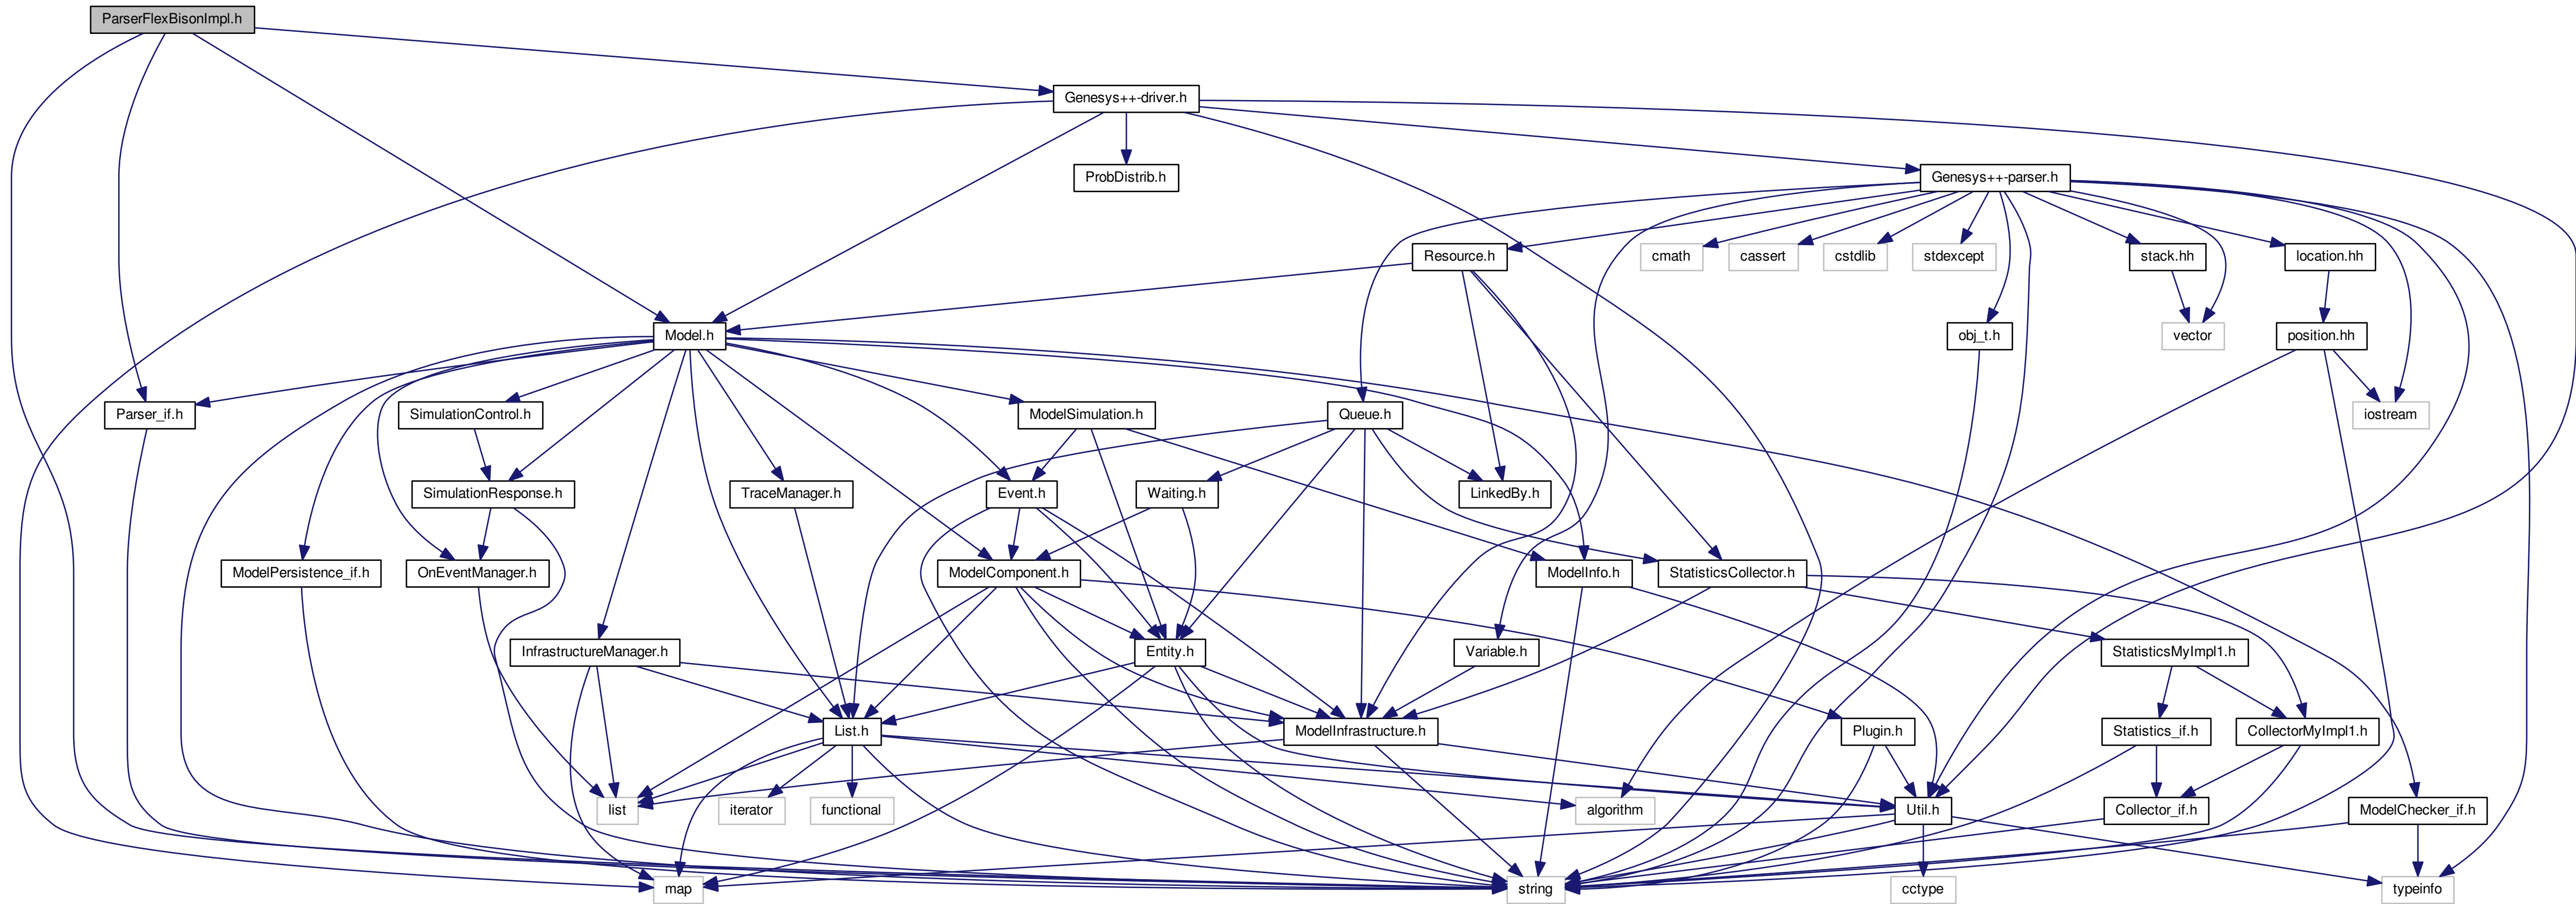 ParserFlexBisonImpl.h
Genesys++-driver.h
ProbDistrib.h
Genesys++-parser.h
Resource.h
cmath
cassert
cstdlib
stdexcept
stack.hh
location.hh
Model.h
obj_t.h
vector
position.hh
Parser_if.h
SimulationControl.h
ModelSimulation.h
Queue.h
iostream
SimulationResponse.h
TraceManager.h
Event.h
Waiting.h
LinkedBy.h
ModelPersistence_if.h
OnEventManager.h
ModelComponent.h
ModelInfo.h
StatisticsCollector.h
InfrastructureManager.h
Entity.h
Variable.h
StatisticsMyImpl1.h
List.h
ModelInfrastructure.h
Plugin.h
Statistics_if.h
CollectorMyImpl1.h
list
iterator
functional
algorithm
Util.h
Collector_if.h
ModelChecker_if.h
map
string
cctype
typeinfo